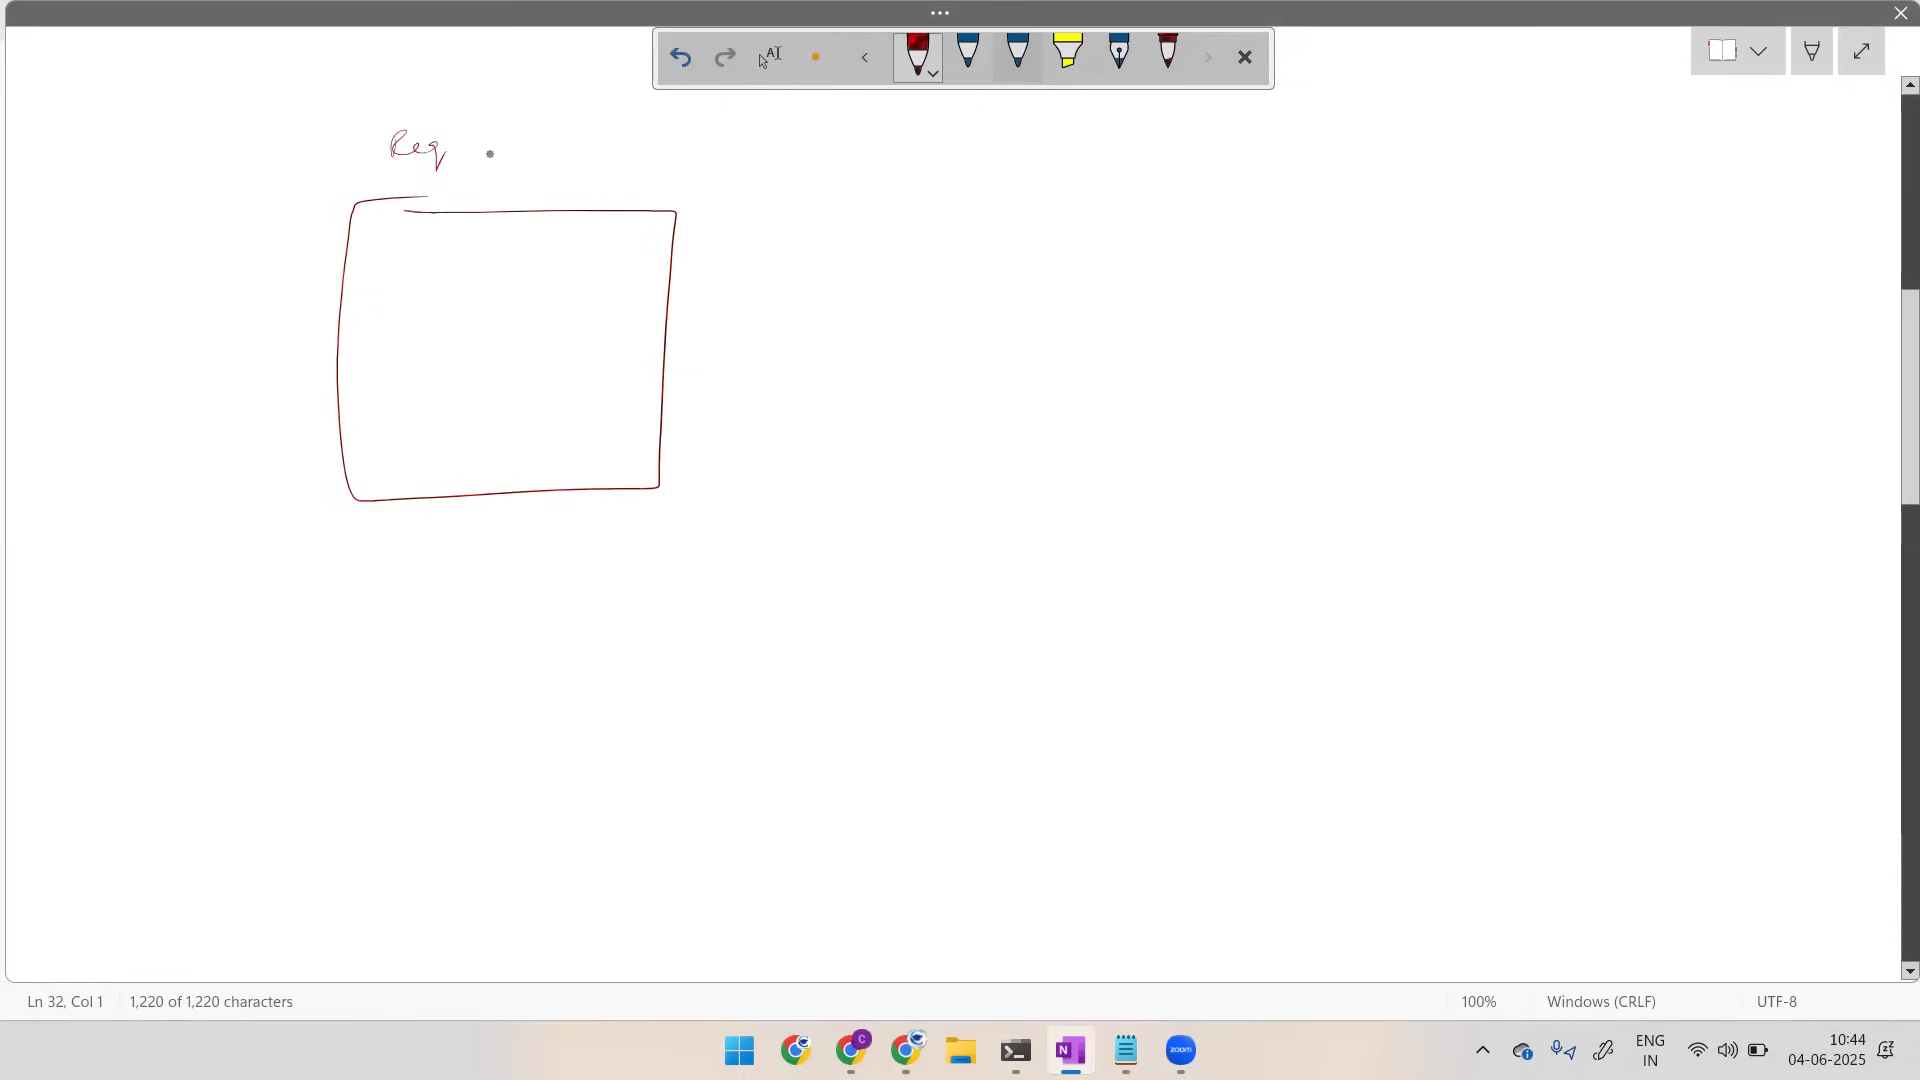 Req
Ln 32, Col 1 1,220 of 1,220 characters 100% Windows (CRLF) UTF-8
C
N
zoom
ENG
IN
10:44
04-06-2025